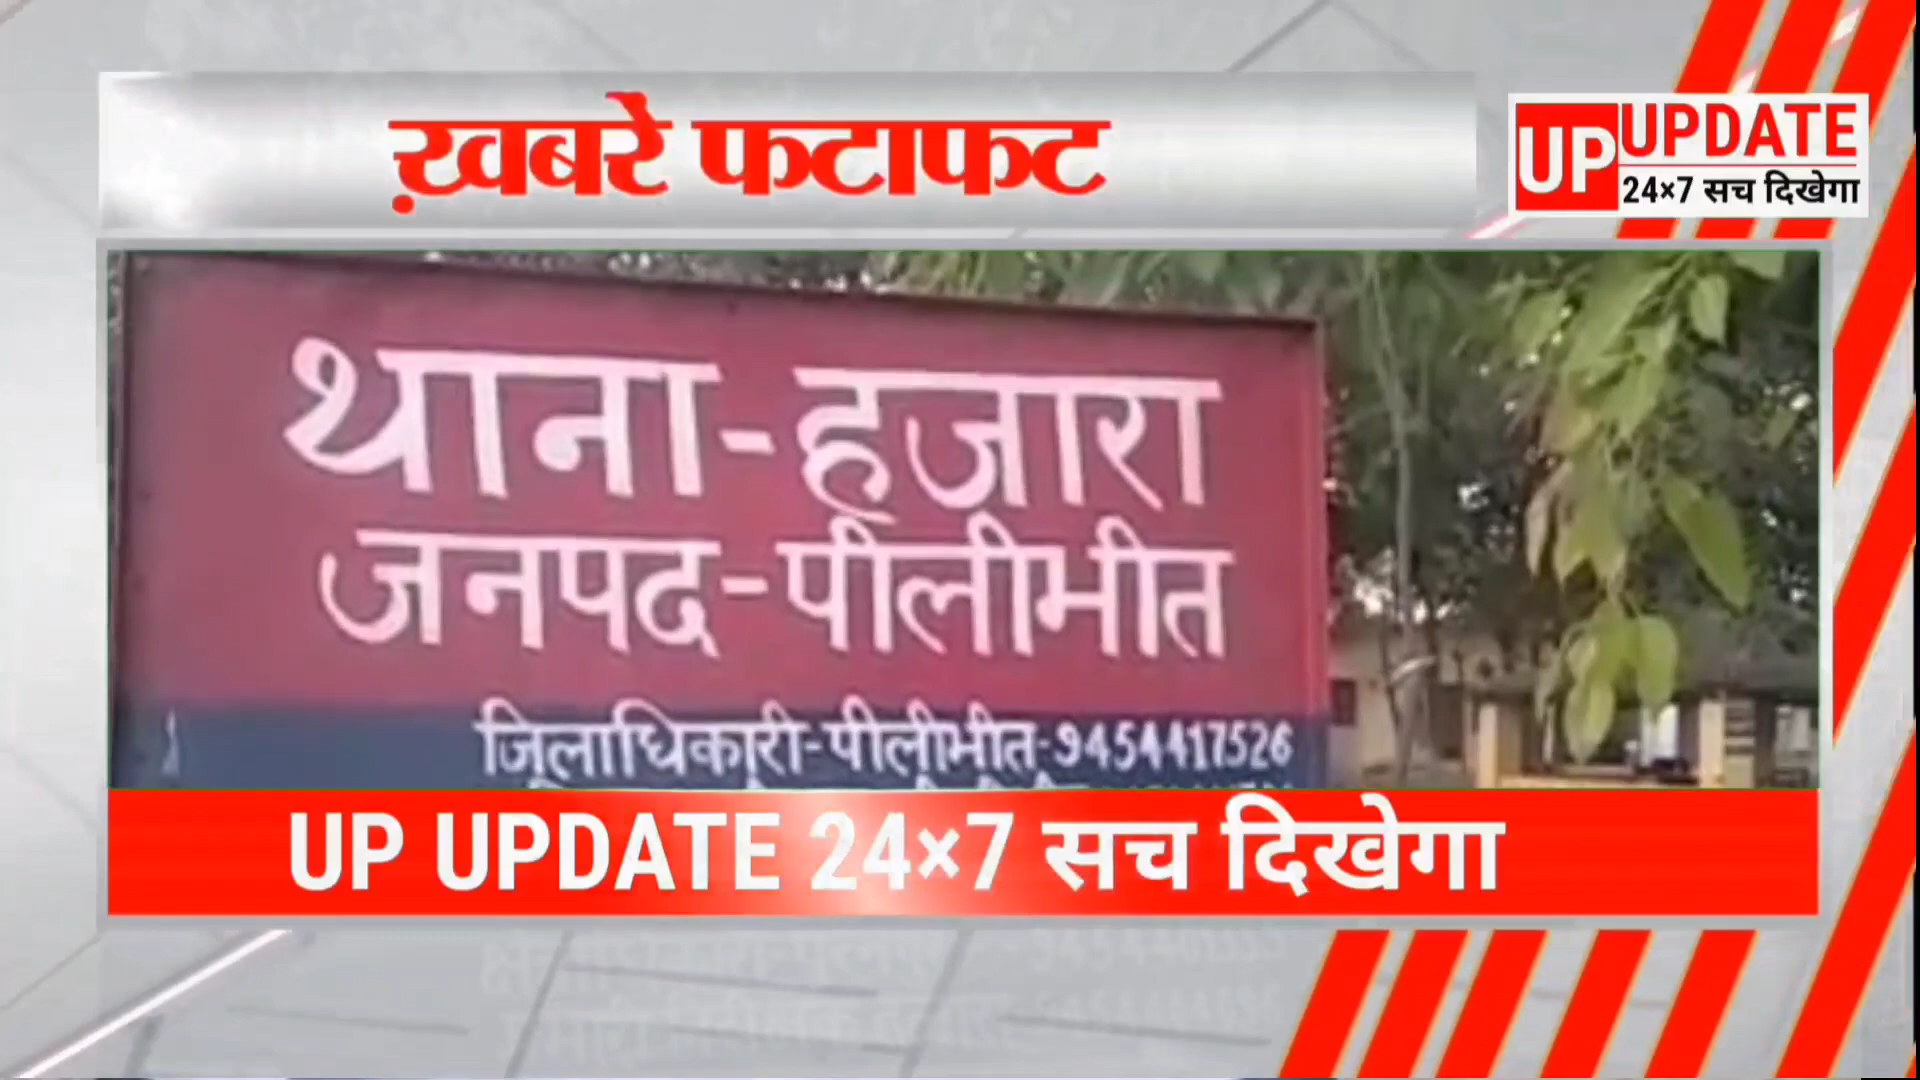 ख़बरें फटाफट
UP UPDATE
24×7 सच दिखेगा
थाना-हजारा
जनपद-पीलीभीत
जिलाधिकारी-पीलीभीत-9454417526
UP UPDATE 24×7 सच दिखेगा